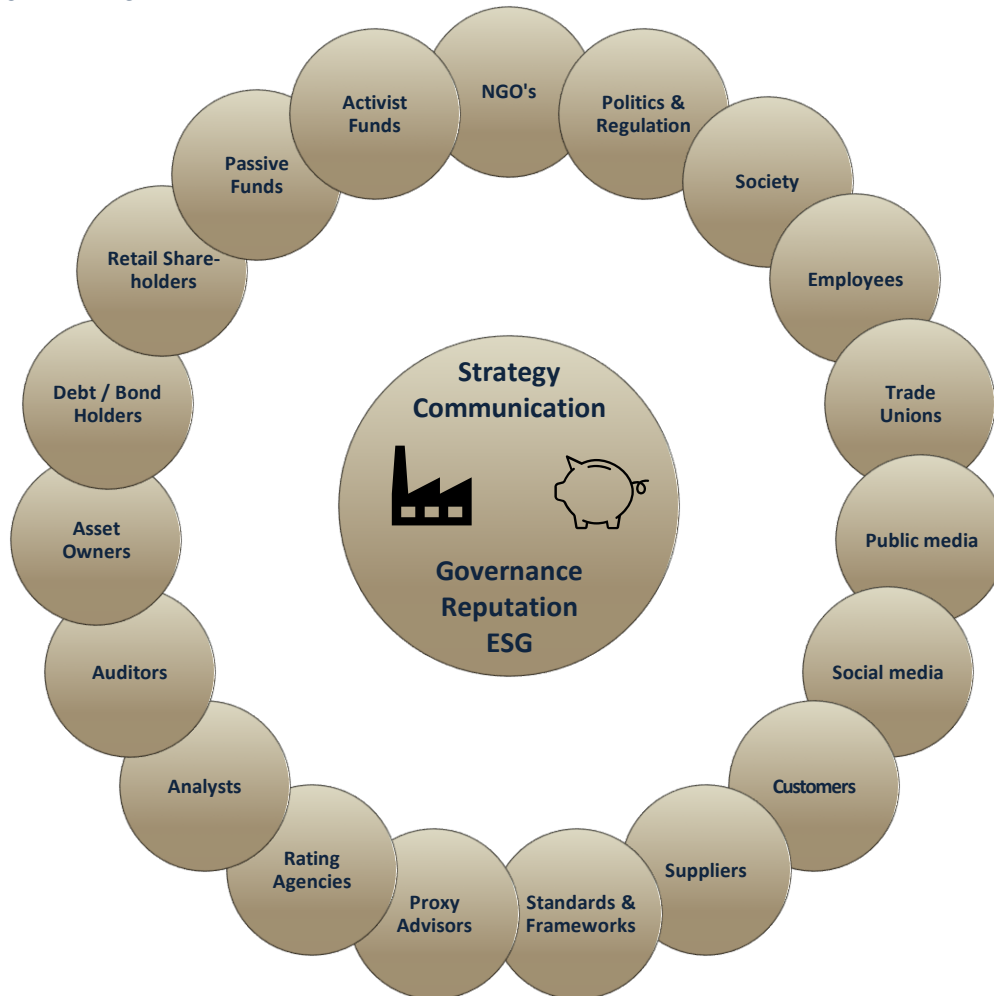 NGO's
Politics &
Regulation
Society
Employees
Trade
Unions
Public media
Social media
Customers
Suppliers
Standards &
Frameworks
Proxy
Advisors
Rating
Agencies
Analysts
Auditors
Asset
Owners
Debt / Bond
Holders
Retail Share-
holders
Passive
Funds
Activist
Funds
Strategy
Communication
Governance
Reputation
ESG